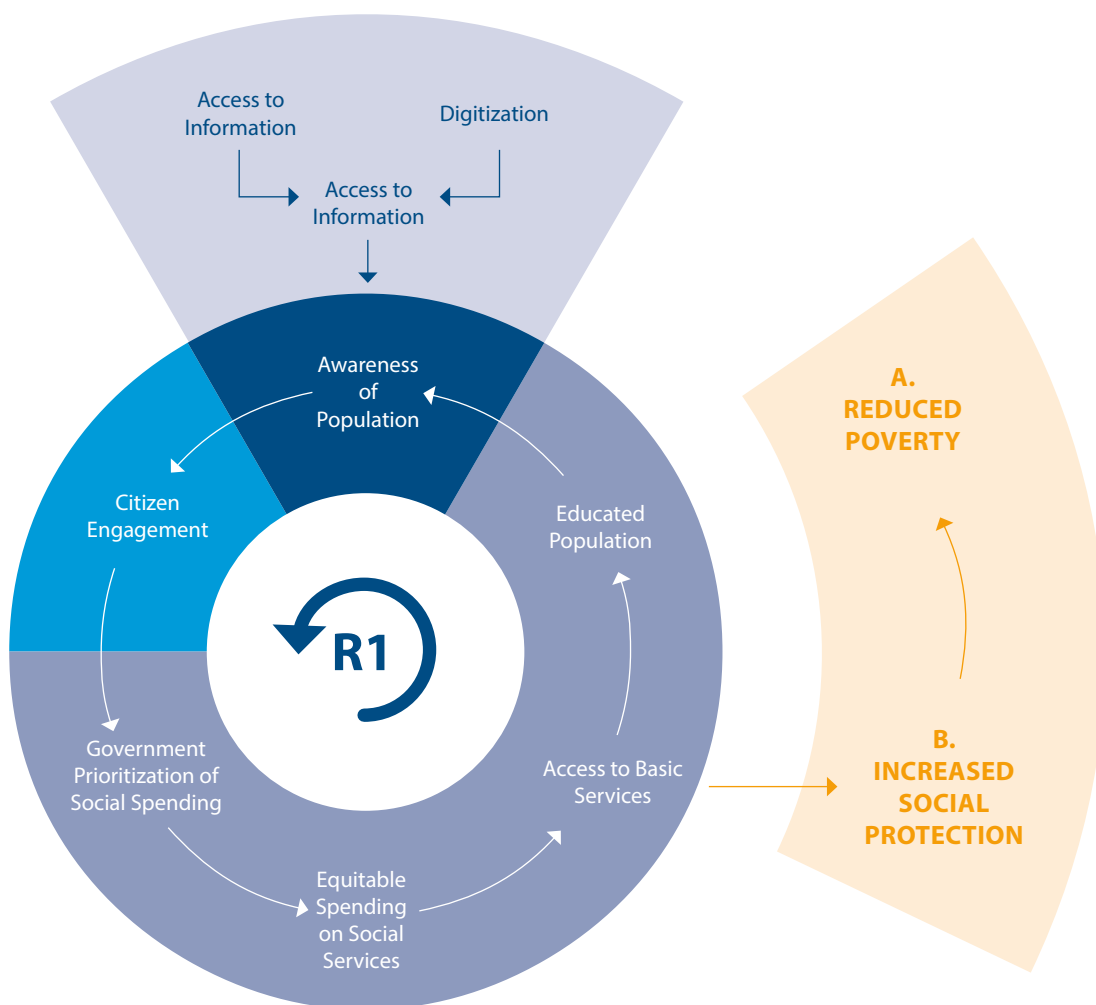 Access to
Information
Digitization
Access to
Information
Awareness
of
Population
Citizen
Engagement
Educated
Population
R1
Government
Prioritization of
Social Spending
Access to Basic
Services
Equitable
Spending
on Social
Services
A.
REDUCED
POVERTY
B.
INCREASED
SOCIAL
PROTECTION